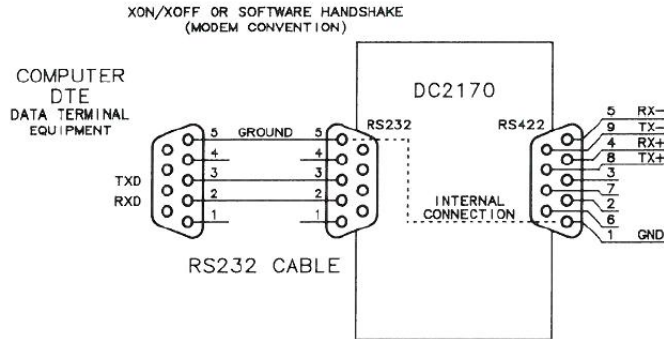 XON/XOFF OR SOFTWARE HANDSHAKE
(MODEM CONVENTION)
COMPUTER
DTE
DATA TERMINAL
EQUIPMENT
DC2170
RS232
RS422
5 GROUND 5
4 4
TXD 3 3
RXD 2 2
1 1
INTERNAL
CONNECTION
5 RX-
9 TX-
4 RX+
8 TX+
3
7
2
6
1 GND
RS232 CABLE